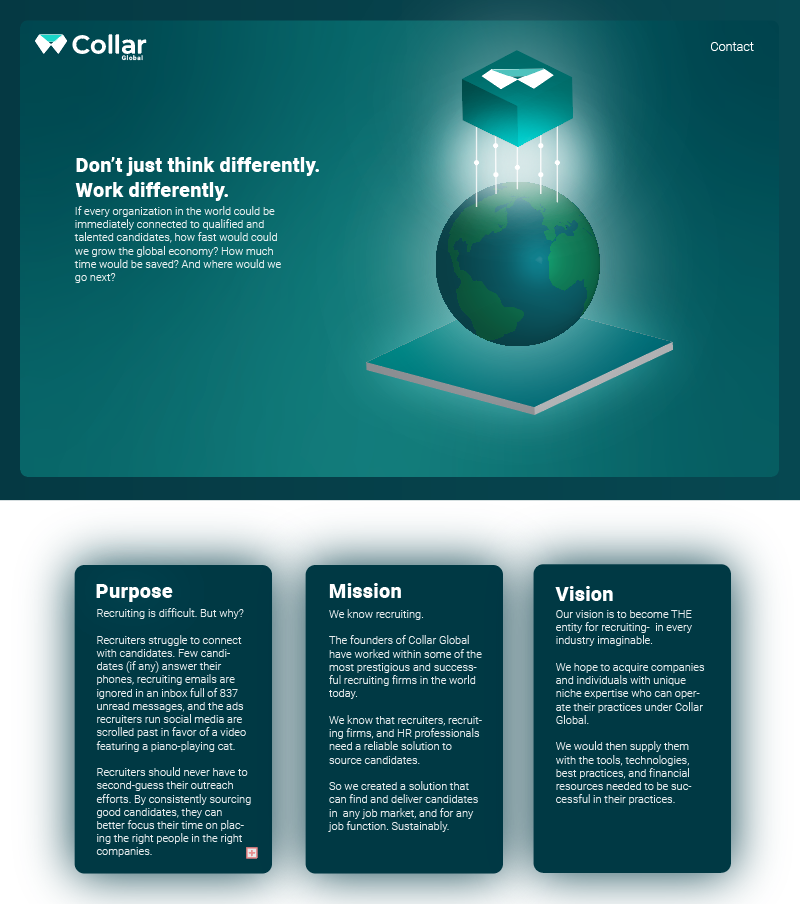 Collar
Global
Contact
Don't just think differently.
Work differently.
If every organization in the world could be
immediately connected to qualified and
talented candidates, how fast would could
we grow the global economy? How much
time would be saved? And where would we
go next?
Purpose
Recruiting is difficult. But why?
Recruiters struggle to connect
with candidates. Few candi-
dates (if any) answer their
phones, recruiting emails are
ignored in an inbox full of 837
unread messages, and the ads
recruiters run social media are
scrolled past in favor of a video
featuring a piano-playing cat.
Recruiters should never have to
second-guess their outreach
efforts. By consistently sourcing
good candidates, they can
better focus their time on plac-
ing the right people in the right
companies.
Mission
We know recruiting.
The founders of Collar Global
have worked within some of the
most prestigious and success-
ful recruiting firms in the world
today.
We know that recruiters, recruit-
ing firms, and HR professionals
need a reliable solution to
source candidates.
So we created a solution that
can find and deliver candidates
in  any job market, and for any
job function. Sustainably.
Vision
Our vision is to become THE
entity for recruiting-  in every
industry imaginable.
We hope to acquire companies
and individuals with unique
niche expertise who can oper-
ate their practices under Collar
Global.
We would then supply them
with the tools, technologies,
best practices, and financial
resources needed to be suc-
cessful in their practices.